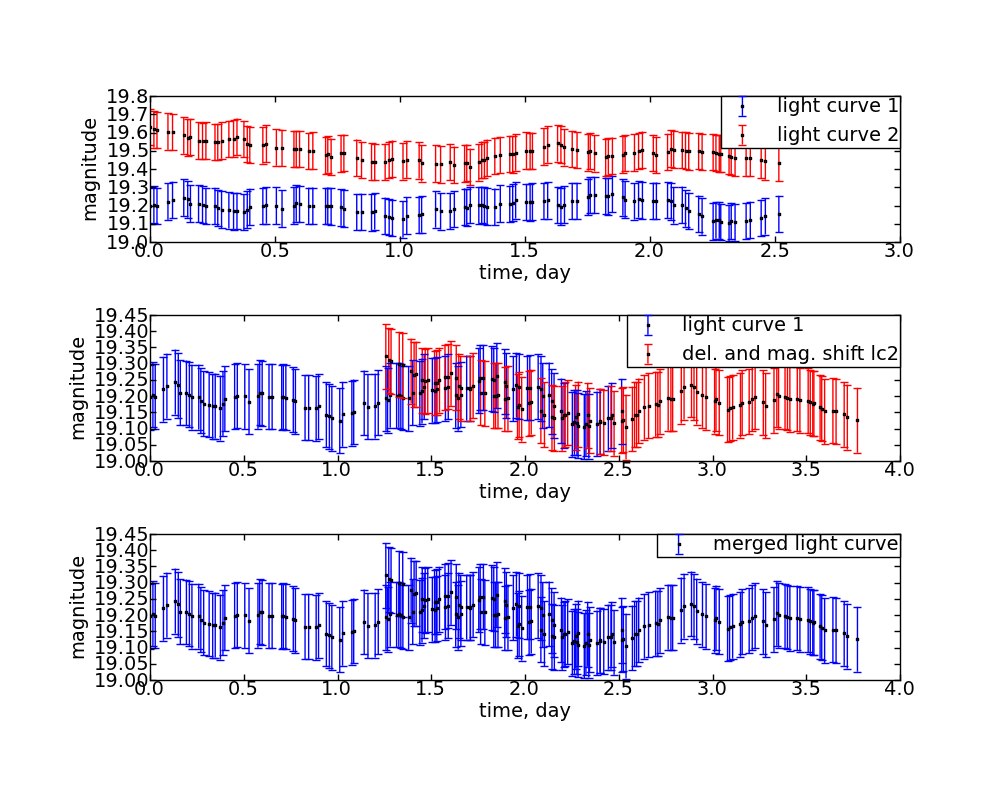 19.8
19.7
19.6
19.5
19.4
19.3
19.2
19.1
19.0
magnitude
light curve 1
light curve 2
0.0 0.5 1.0 1.5 2.0 2.5 3.0
time, day
19.45
19.40
19.35
19.30
19.25
19.20
19.15
19.10
19.05
19.00
magnitude
light curve 1
del. and mag. shift lc2
0.0 0.5 1.0 1.5 2.0 2.5 3.0 3.5 4.0
time, day
19.45
19.40
19.35
19.30
19.25
19.20
19.15
19.10
19.05
19.00
magnitude
merged light curve
0.0 0.5 1.0 1.5 2.0 2.5 3.0 3.5 4.0
time, day